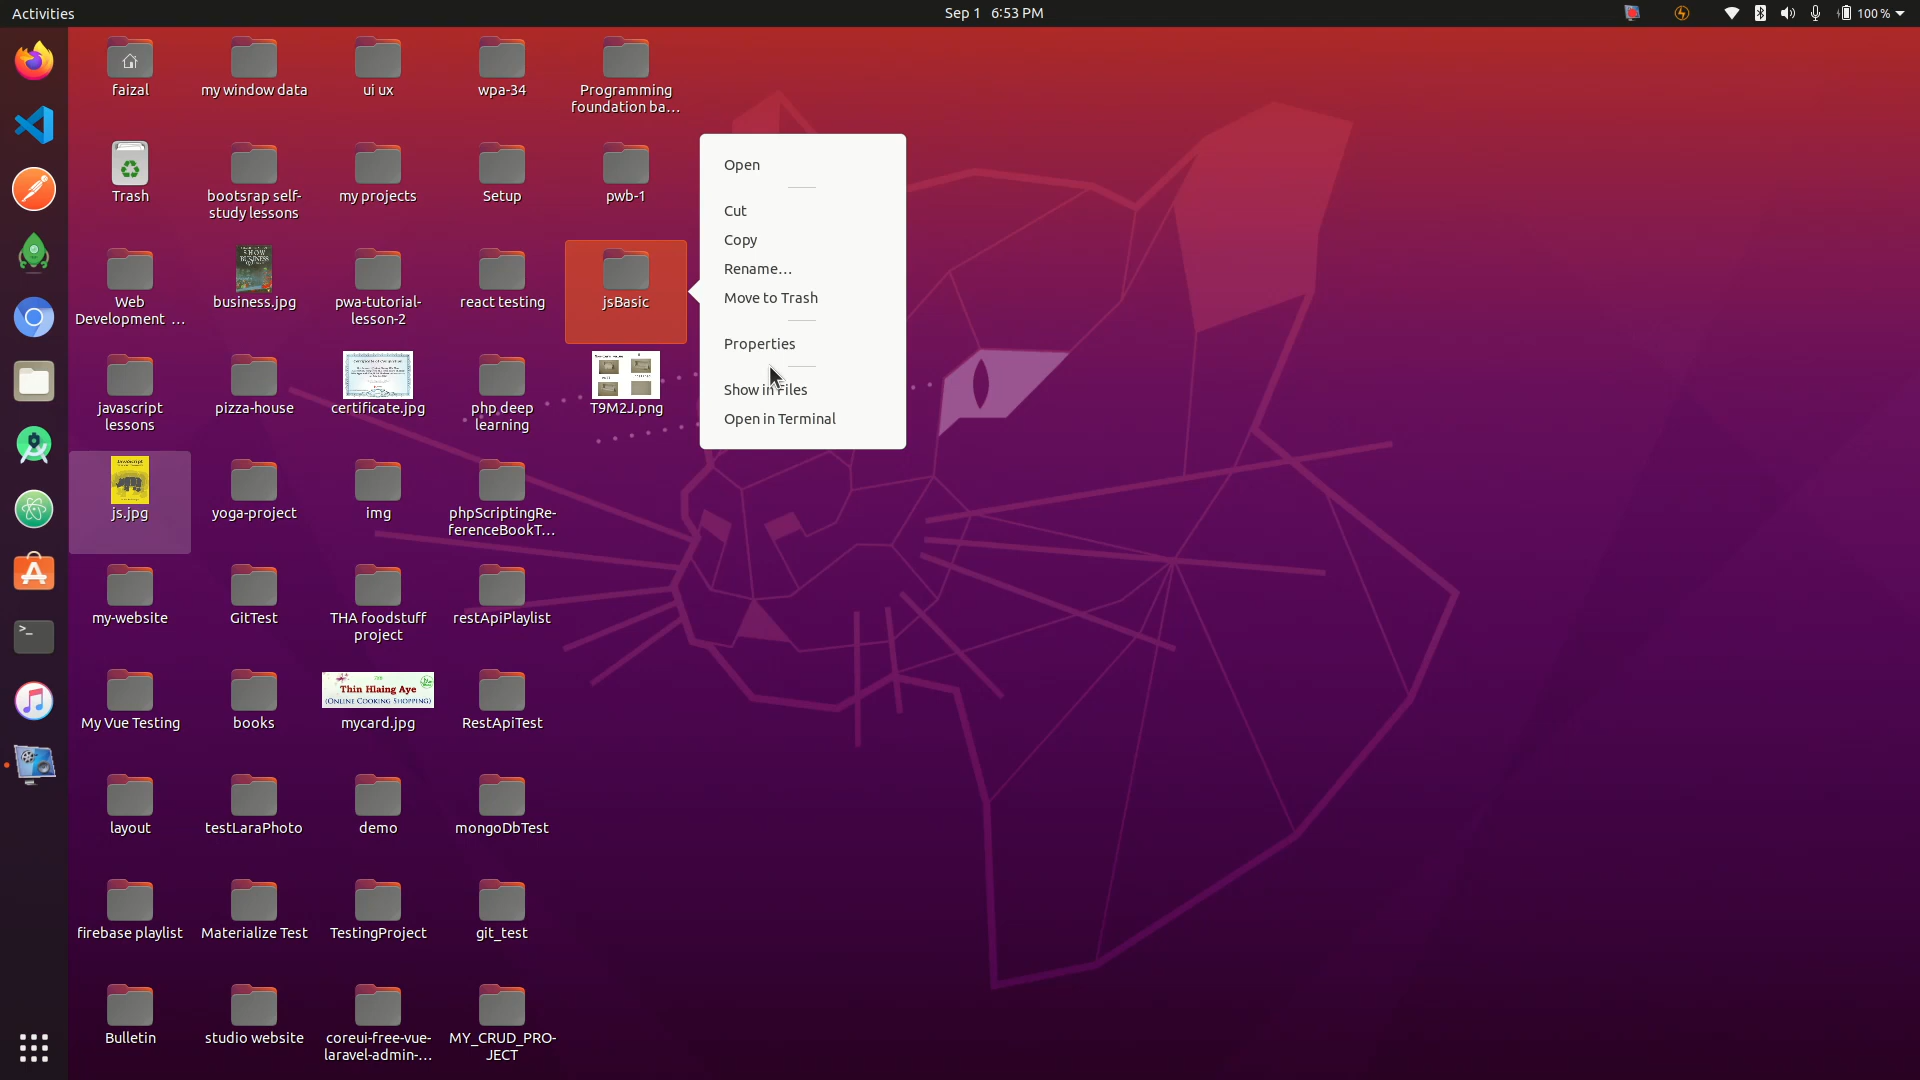 Activities
Sep 1 6:53 PM
100 %
faizal
my window data
ui ux
wpa-34
Programming
foundation ba...
Trash
bootsrap self-
study lessons
my projects
Setup
pwb-1
Web
Development ...
business.jpg
pwa-tutorial-
lesson-2
react testing
jsBasic
javascript
lessons
pizza-house
certificate.jpg
php deep
learning
T9M2J.png
js.jpg
yoga-project
img
phpScriptingRe-
ferenceBookT...
my-website
GitTest
THA foodstuff
project
restApiPlaylist
My Vue Testing
books
Thin Hlaing Aye
(Online Cooking Shopping)
mycard.jpg
RestApiTest
layout
testLaraPhoto
demo
mongoDbTest
firebase playlist
Materialize Test
TestingProject
git_test
Bulletin
studio website
coreui-free-vue-
laravel-admin-...
MY_CRUD_PRO-
JECT
Open
Cut
Copy
Rename...
Move to Trash
Properties
Show in Files
Open in Terminal